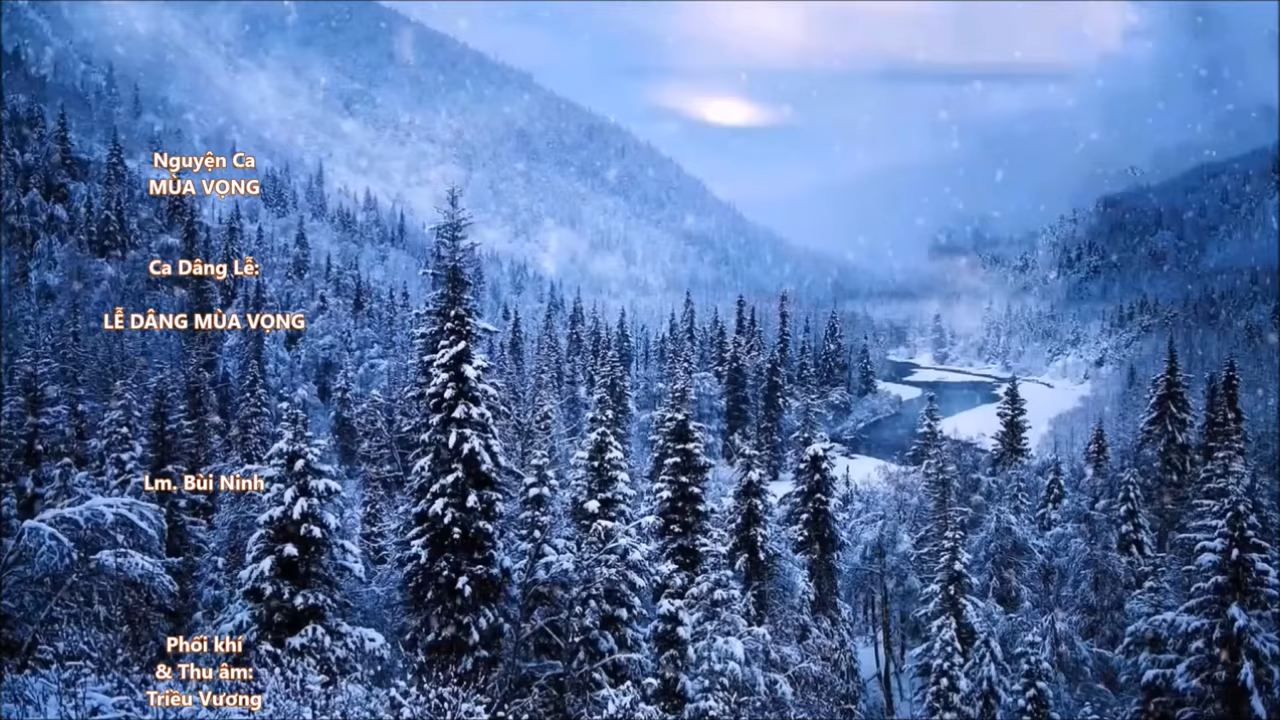 Nguyện Ca
MÙA VỌNG
Ca Dâng Lễ:
LỄ DÂNG MÙA VỌNG
Lm. Bùi Ninh
Phối khí
& Thu âm:
Triều Vương